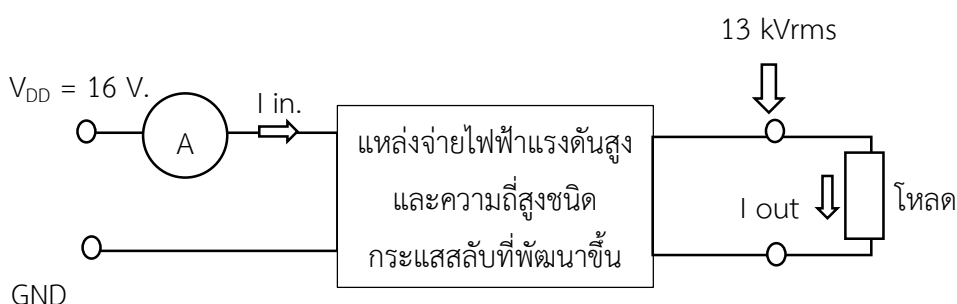 13 kVrms
V_DD = 16 V.
I in.
A
แหล่งจ่ายไฟฟ้าแรงดันสูง
และความถี่สูงชนิด
กระแสสลับที่พัฒนาขึ้น
I out
โหลด
GND